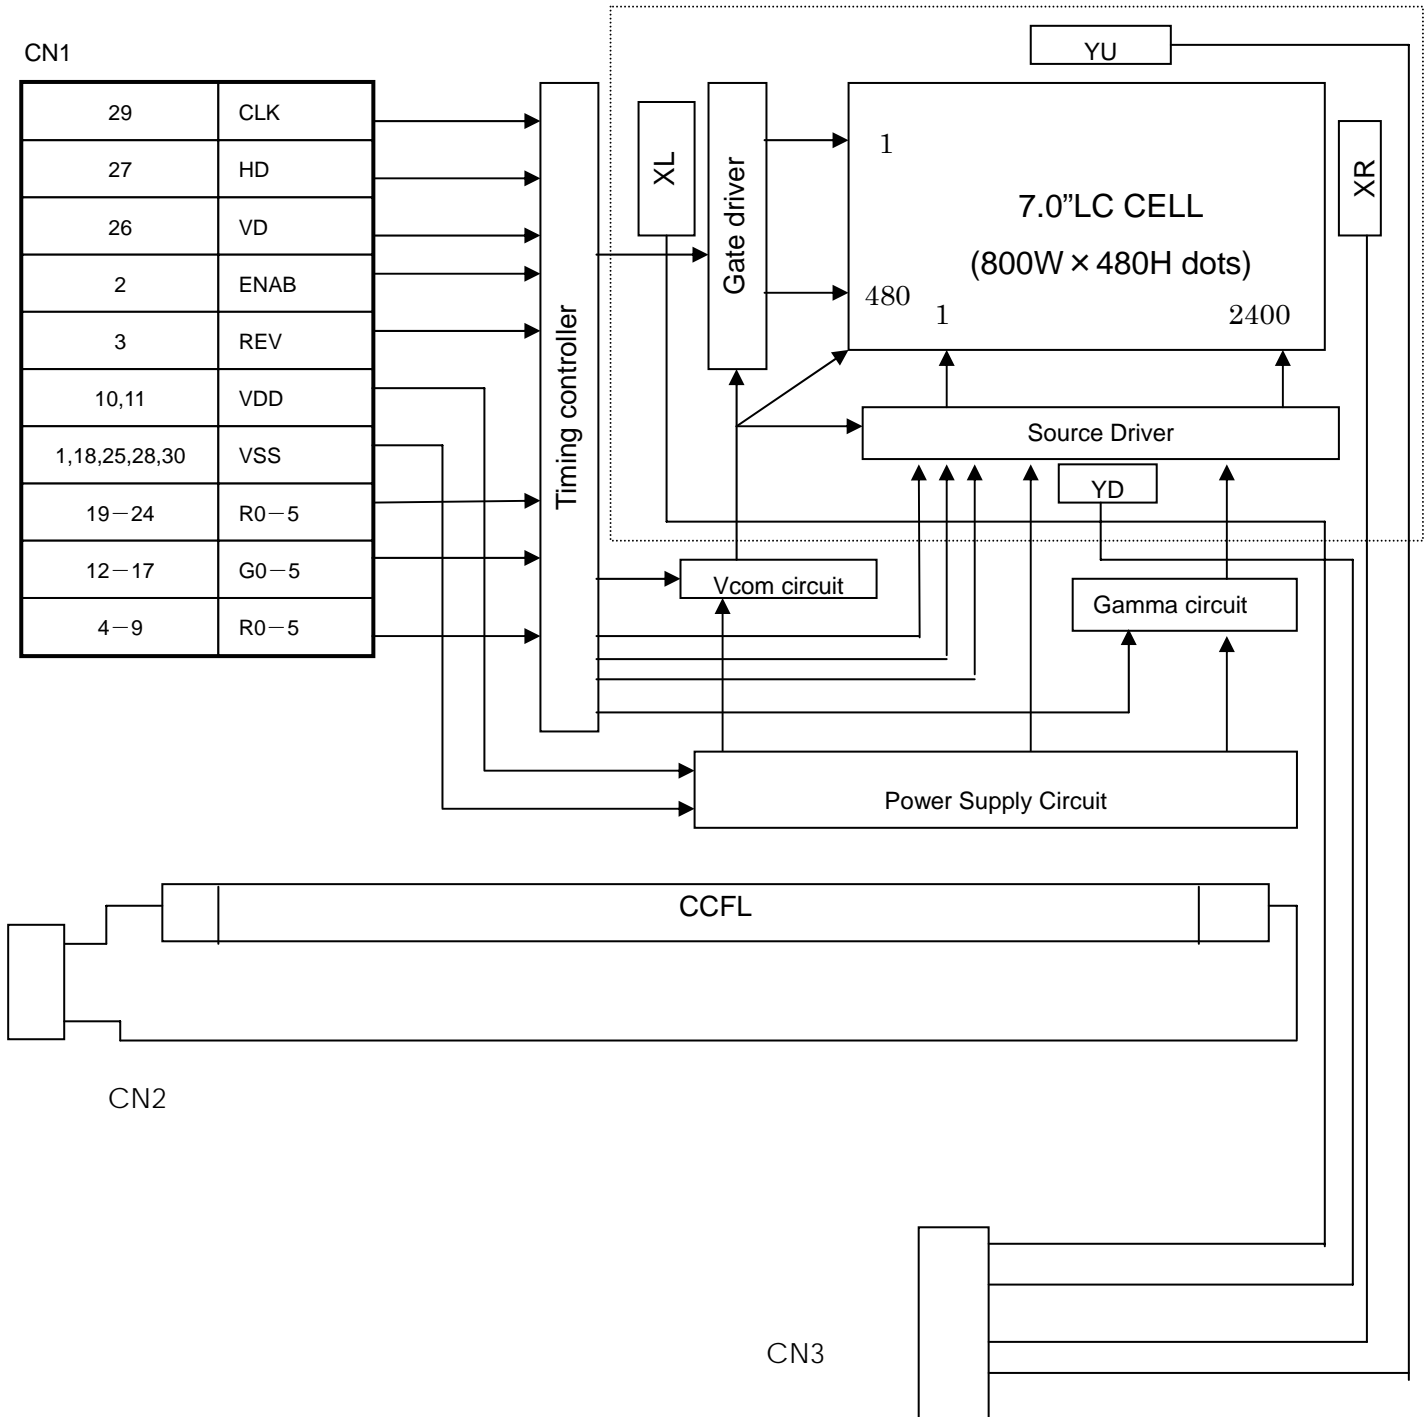 CN1
29 CLK
27 HD
26 VD
2 ENAB
3 REV
10,11 VDD
1,18,25,28,30 VSS
19－24 R0－5
12－17 G0－5
4－9 R0－5
Timing controller
XL
Gate driver
YU
XR
1
7.0”LC CELL
(800W×480H dots)
480
1
2400
Source Driver
YD
Vcom circuit
Gamma circuit
Power Supply Circuit
CCFL
CN2
CN3